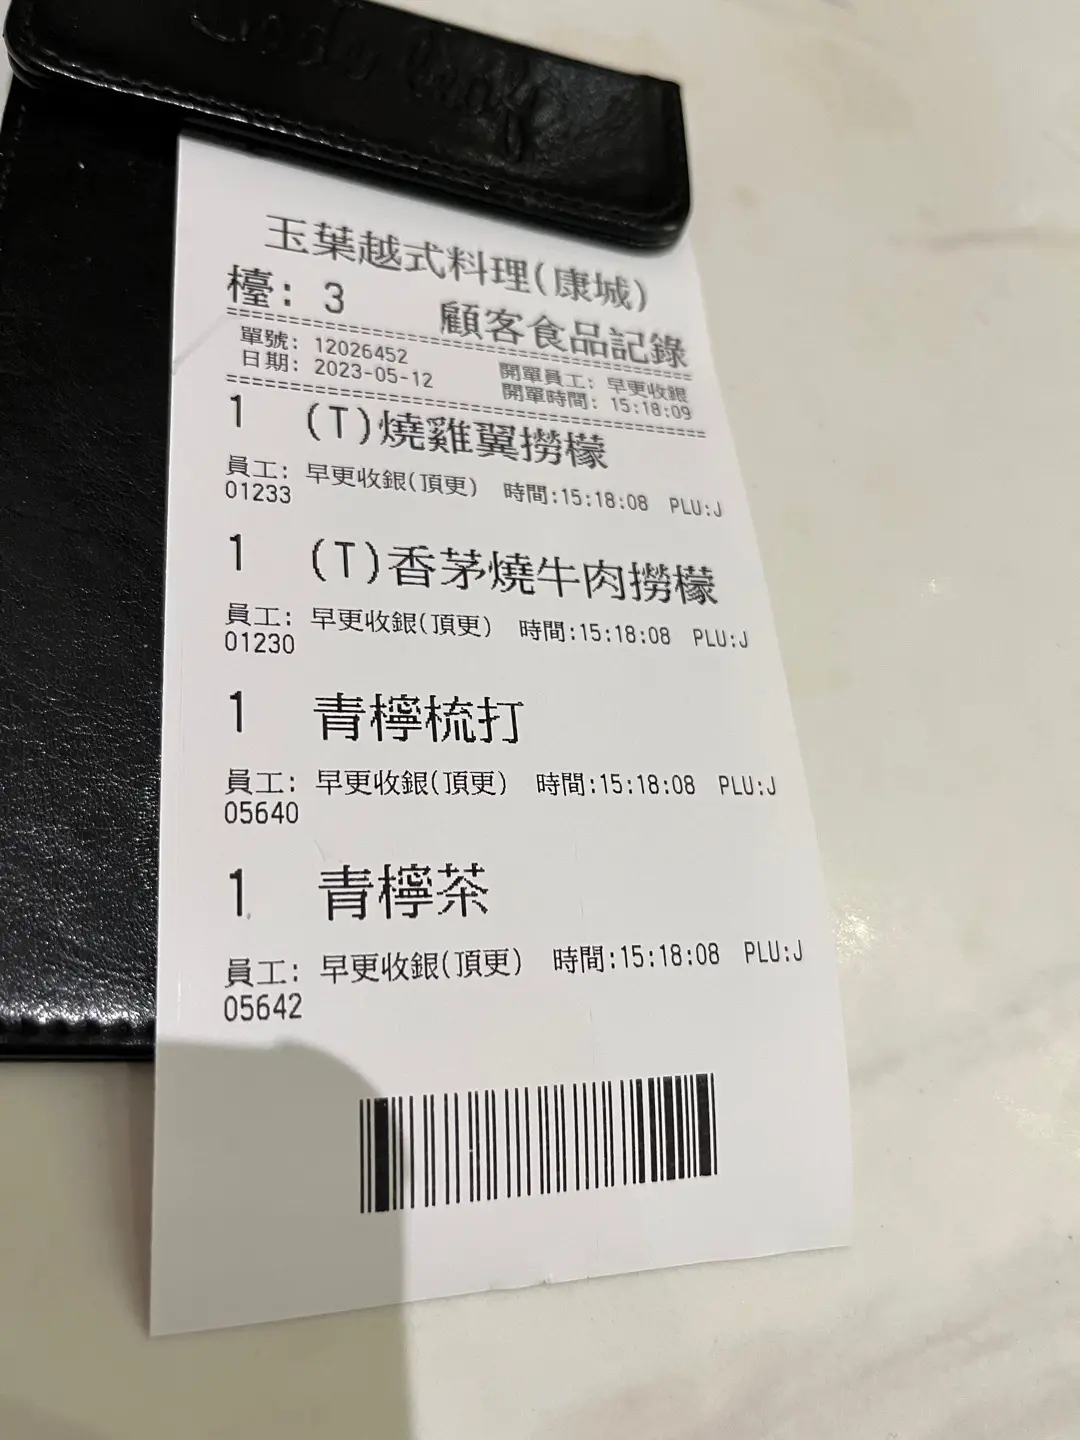 玉葉越式料理(康城)
檯: 3 顧客食品記錄
單號: 12026452 開單員工: 早更收銀
日期: 2023-05-12 開單時間: 15:18:09
1 (T)燒雞翼撈檬
員工: 早更收銀(頂更) 時間:15:18:08 PLU:J
01233
1 (T)香茅燒牛肉撈檬
員工: 早更收銀(頂更) 時間:15:18:08 PLU:J
01230
1 青檸梳打
員工: 早更收銀(頂更) 時間:15:18:08 PLU:J
05640
1 青檸茶
員工: 早更收銀(頂更) 時間:15:18:08 PLU:J
05642